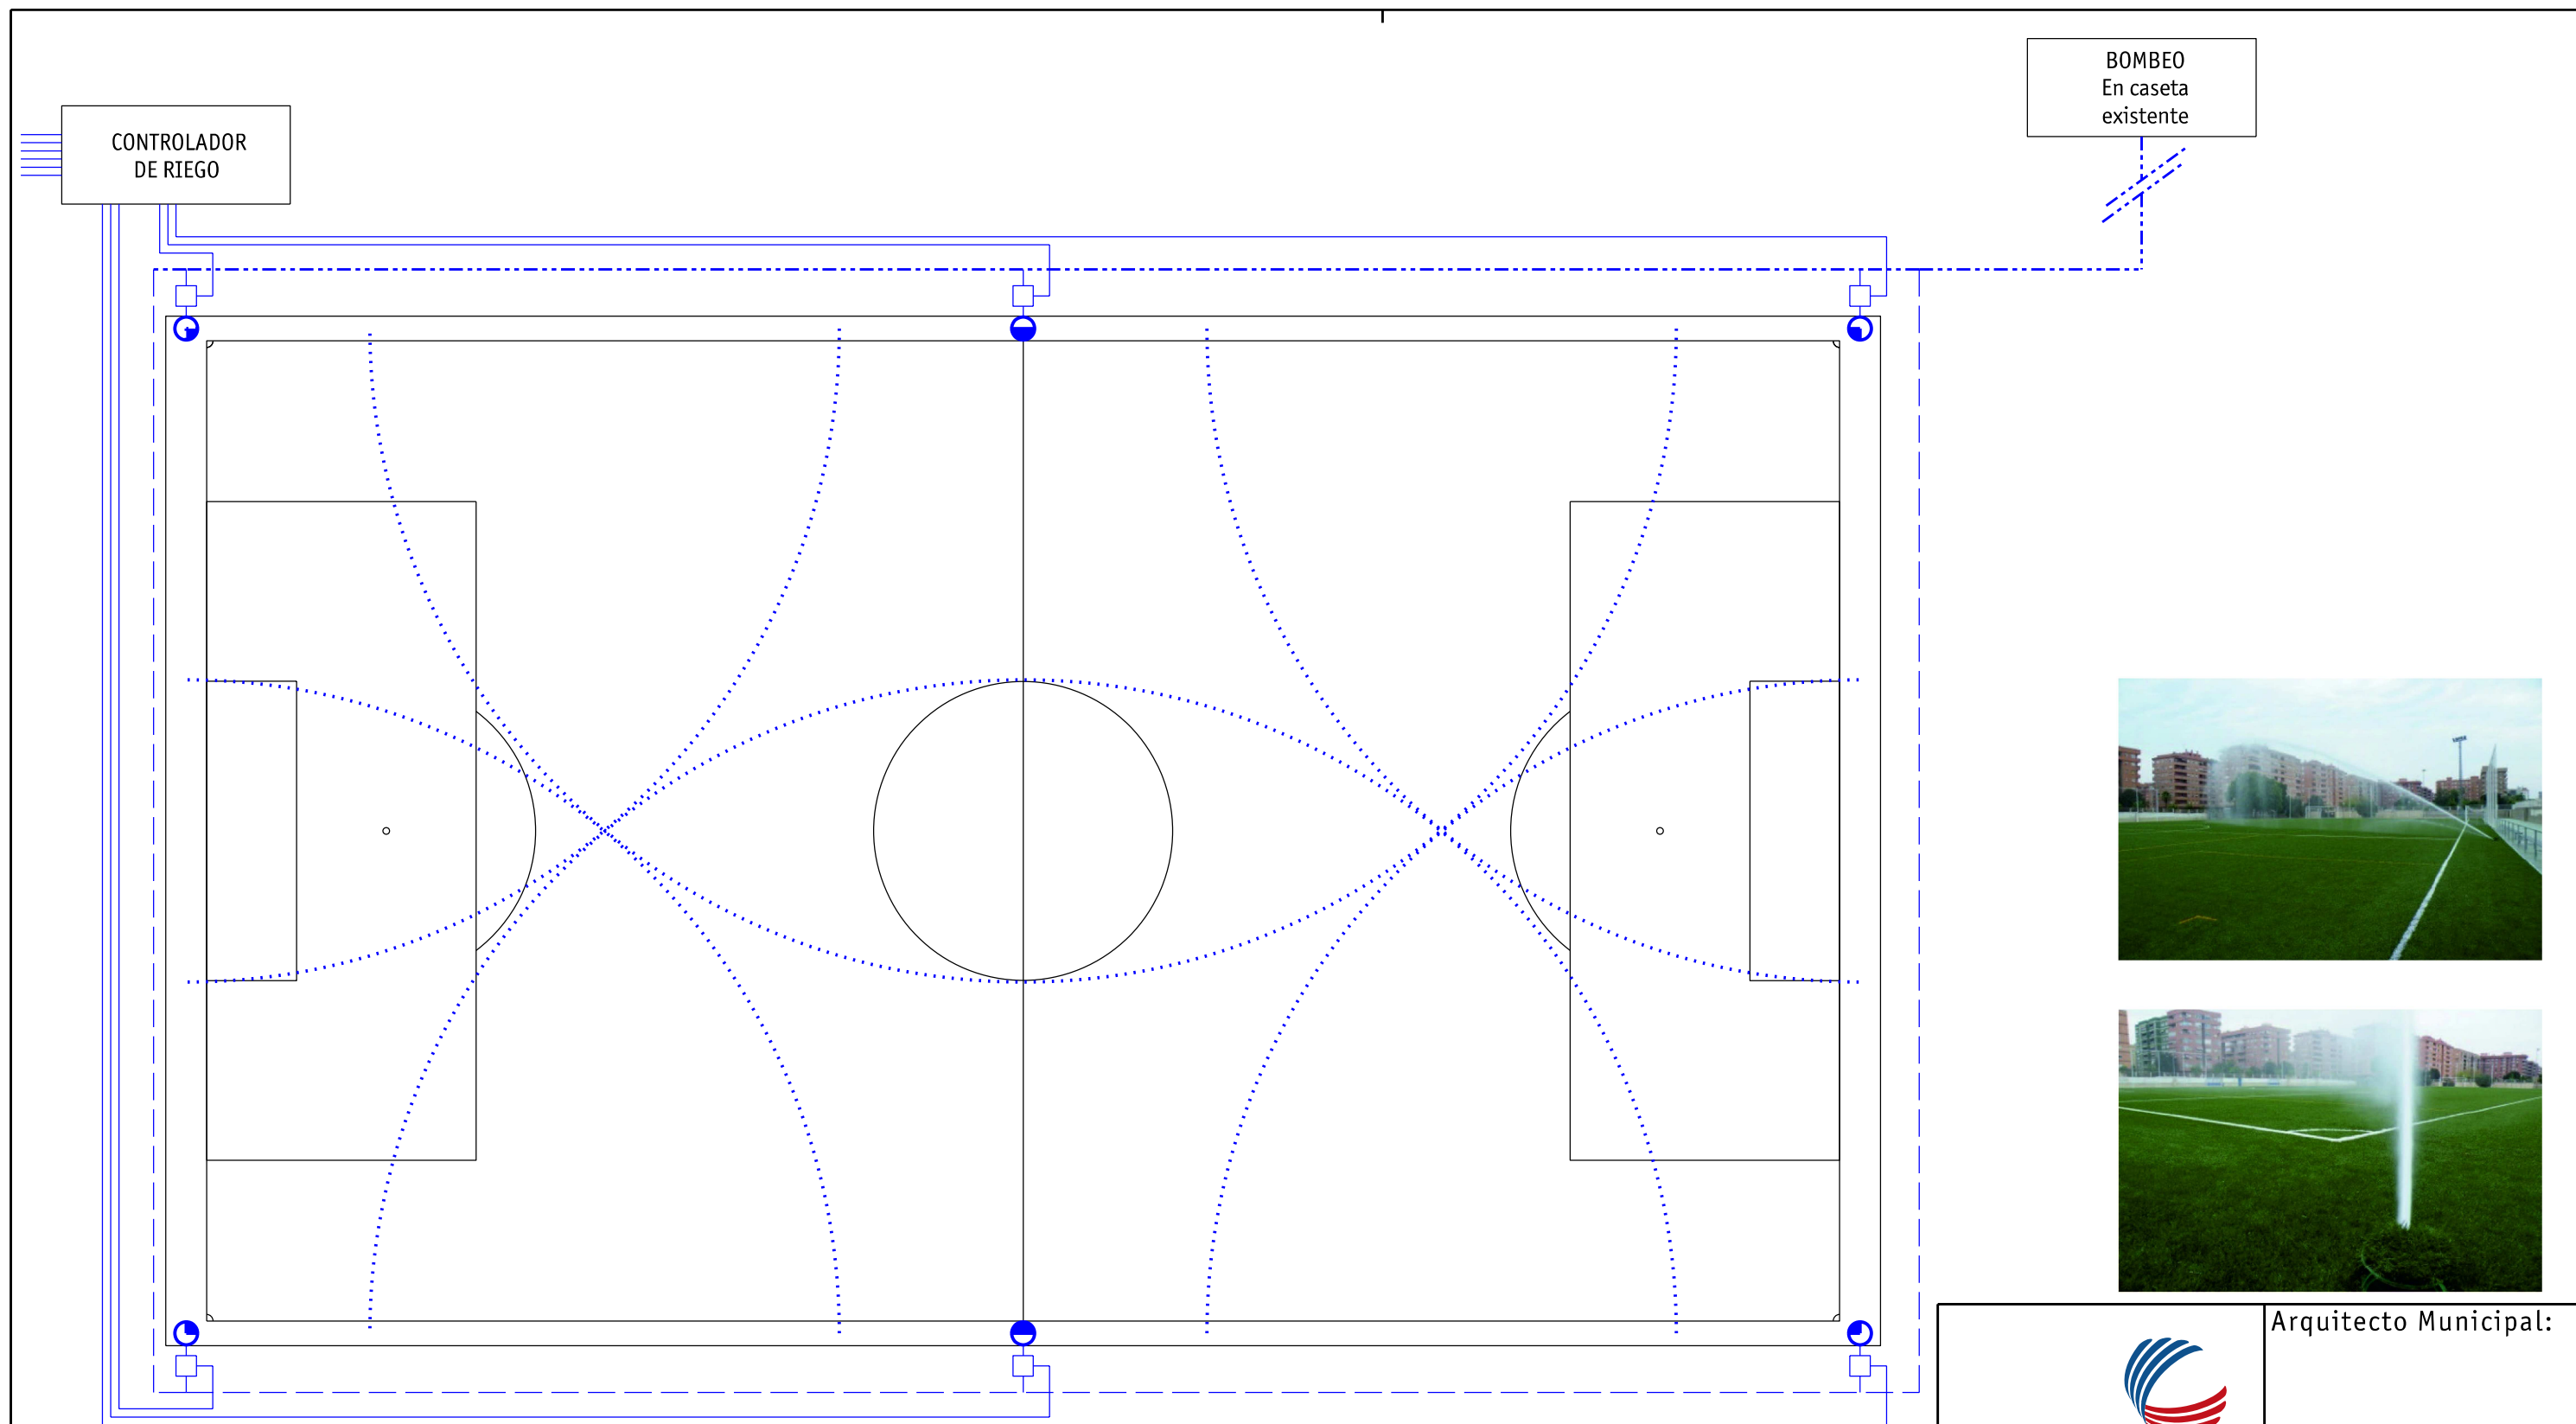 BOMBEO
En caseta
existente
CONTROLADOR
DE RIEGO
Arquitecto Municipal: